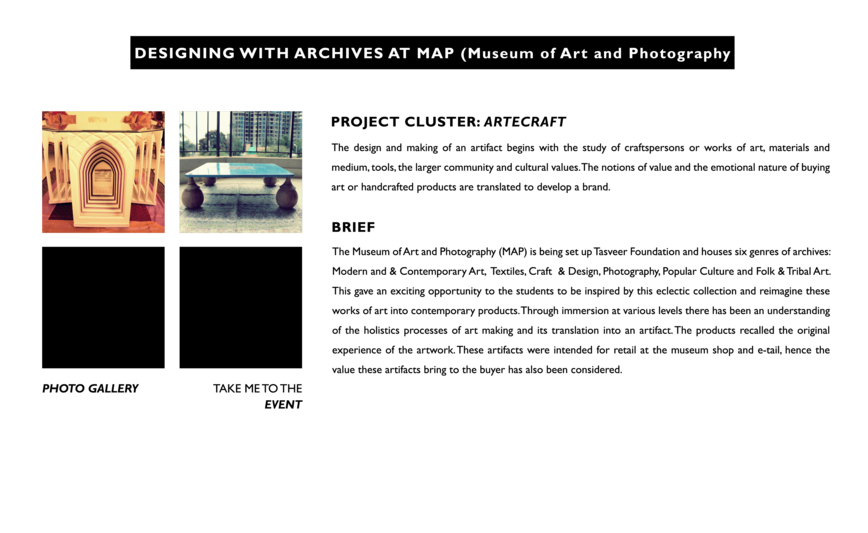 DESIGNING WITH ARCHIVES AT MAP (Museum of Art and Photography
PROJECT CLUSTER: ARTECRAFT
The design and making of an artifact begins with the study of craftspersons or works of art, materials and
medium, tools, the larger community and cultural values. The notions of value and the emotional nature of buying
art or handcrafted products are translated to develop a brand.
BRIEF
The Museum of Art and Photography (MAP) is being set up Tasveer Foundation and houses six genres of archives:
Modern and & Contemporary Art, Textiles, Craft & Design, Photography, Popular Culture and Folk & Tribal Art.
This gave an exciting opportunity to the students to be inspired by this eclectic collection and reimagine these
works of art into contemporary products. Through immersion at various levels there has been an understanding
of the holistics processes of art making and its translation into an artifact. The products recalled the original
experience of the artwork. These artifacts were intended for retail at the museum shop and e-tail, hence the
value these artifacts bring to the buyer has also been considered.
PHOTO GALLERY
TAKE ME TO THE
EVENT